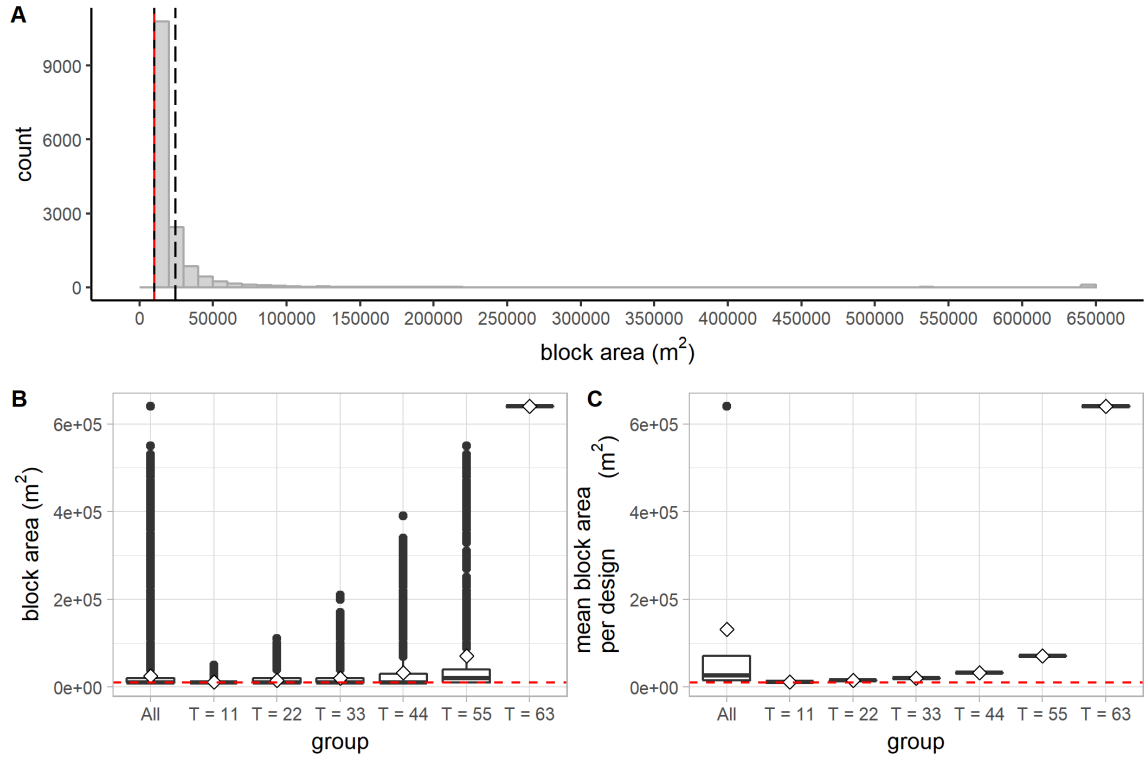 A
count
9000
6000
3000
0
0 50000 100000 150000 200000 250000 300000 350000 400000 450000 500000 550000 600000 650000
block area (m²)
B
block area (m²)
6e+05
4e+05
2e+05
0e+00
All T = 11 T = 22 T = 33 T = 44 T = 55 T = 63
group
C
mean block area (m²)
per design
6e+05
4e+05
2e+05
0e+00
All T = 11 T = 22 T = 33 T = 44 T = 55 T = 63
group